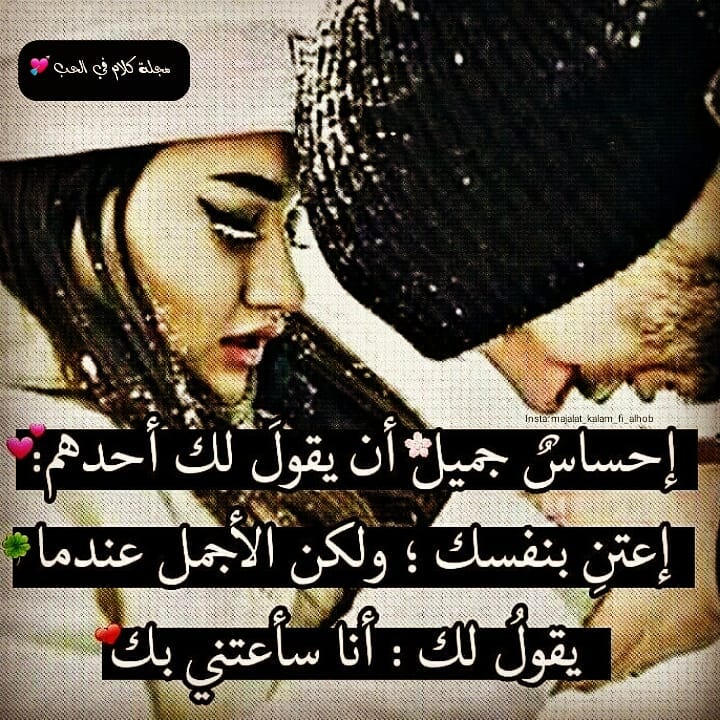 مجلة كلام في الحب 💘
Insta:majalat_kalam_fi_alhob
إحساسٌ جميل🌸 أن يقولَ لك أحدهم:💕
إعتنِ بنفسك ؛ ولكن الأجمل عندما🍀
يقولُ لك : أنا سأعتني بك❤️